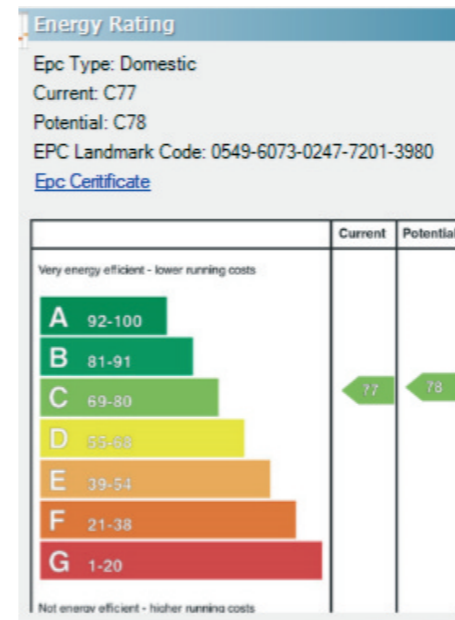 Energy Rating
Epc Type: Domestic
Current: C77
Potential: C78
EPC Landmark Code: 0549-6073-0247-7201-3980
Epc Ceritificate
Current Potential
Very energy efficient - lower running costs
A 92-100
B 81-91
C 69-80 77 78
D 55-68
E 39-54
F 21-38
G 1-20
Not energy efficient - higher running costs